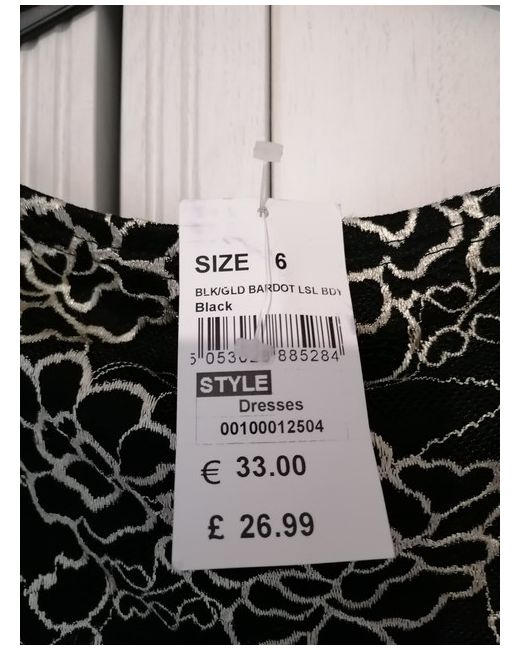 SIZE 6
BLK/GLD BARDOT LSL BDY
Black
STYLE
Dresses
00100012504
€ 33.00
£ 26.99